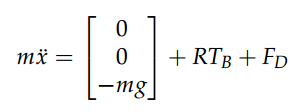 mẍ = [ 0 0 −mg ] + RT_B + F_D